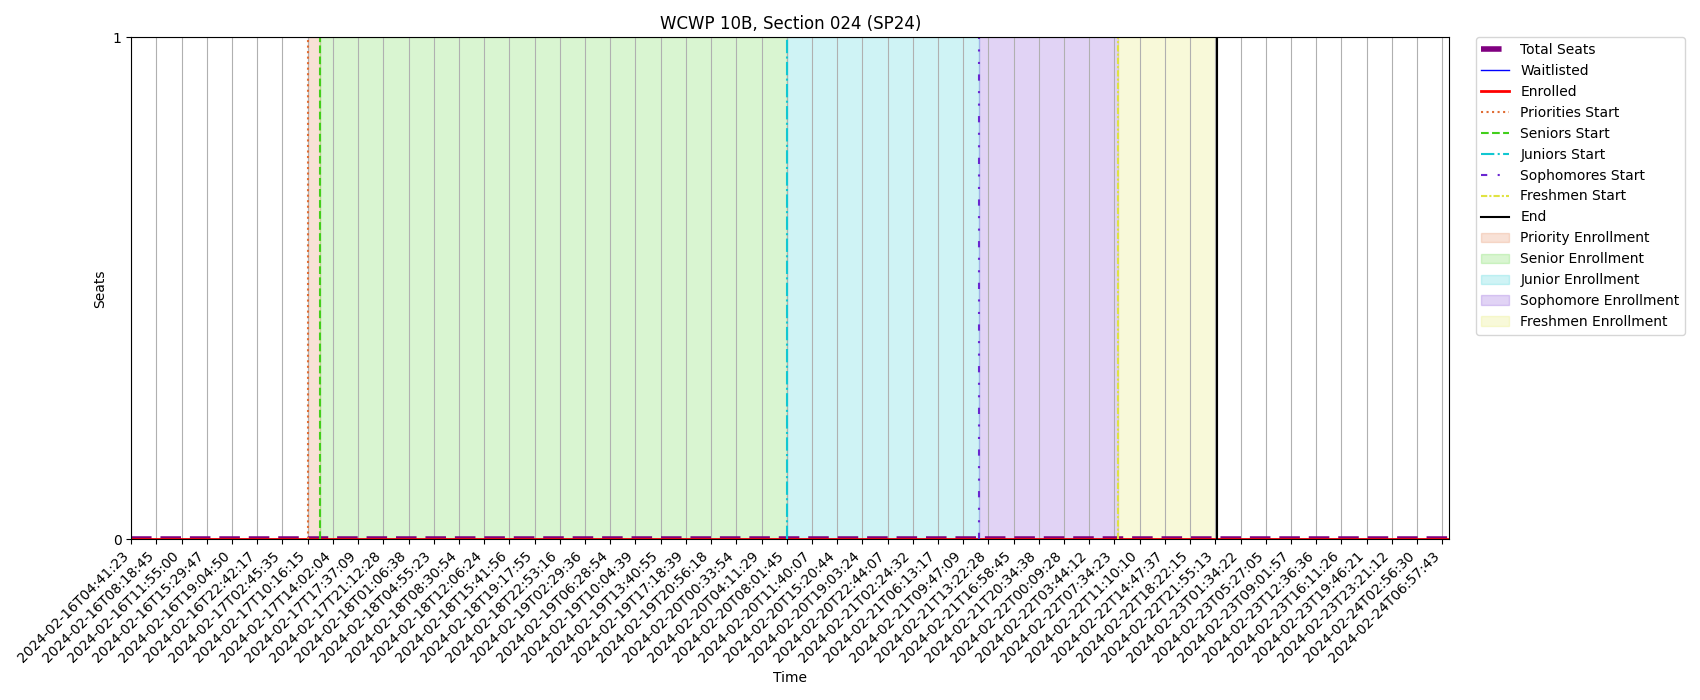 WCWP 10B, Section 024 (SP24)
1
0
Seats
Total Seats
Waitlisted
Enrolled
Priorities Start
Seniors Start
Juniors Start
Sophomores Start
Freshmen Start
End
Priority Enrollment
Senior Enrollment
Junior Enrollment
Sophomore Enrollment
Freshmen Enrollment
2024-02-16T04:41:23
2024-02-16T08:18:45
2024-02-16T11:55:00
2024-02-16T15:29:47
2024-02-16T19:04:50
2024-02-16T22:42:17
2024-02-17T02:45:35
2024-02-17T10:16:15
2024-02-17T14:02:04
2024-02-17T17:37:09
2024-02-17T21:12:28
2024-02-18T01:06:38
2024-02-18T04:55:23
2024-02-18T08:30:54
2024-02-18T12:06:24
2024-02-18T15:41:56
2024-02-18T19:17:55
2024-02-18T22:53:16
2024-02-19T02:29:36
2024-02-19T06:28:54
2024-02-19T10:04:39
2024-02-19T13:40:55
2024-02-19T17:18:39
2024-02-19T20:56:18
2024-02-20T00:33:54
2024-02-20T04:11:29
2024-02-20T08:01:45
2024-02-20T11:40:07
2024-02-20T15:20:44
2024-02-20T19:03:24
2024-02-20T22:44:07
2024-02-21T02:24:32
2024-02-21T06:13:17
2024-02-21T09:47:09
2024-02-21T13:22:28
2024-02-21T16:58:45
2024-02-21T20:34:38
2024-02-22T00:09:28
2024-02-22T03:44:12
2024-02-22T07:34:23
2024-02-22T11:10:10
2024-02-22T14:47:37
2024-02-22T18:22:15
2024-02-22T21:55:13
2024-02-23T01:34:22
2024-02-23T05:27:05
2024-02-23T09:01:57
2024-02-23T12:36:36
2024-02-23T16:11:26
2024-02-23T19:46:21
2024-02-23T23:21:12
2024-02-24T02:56:30
2024-02-24T06:57:43
Time